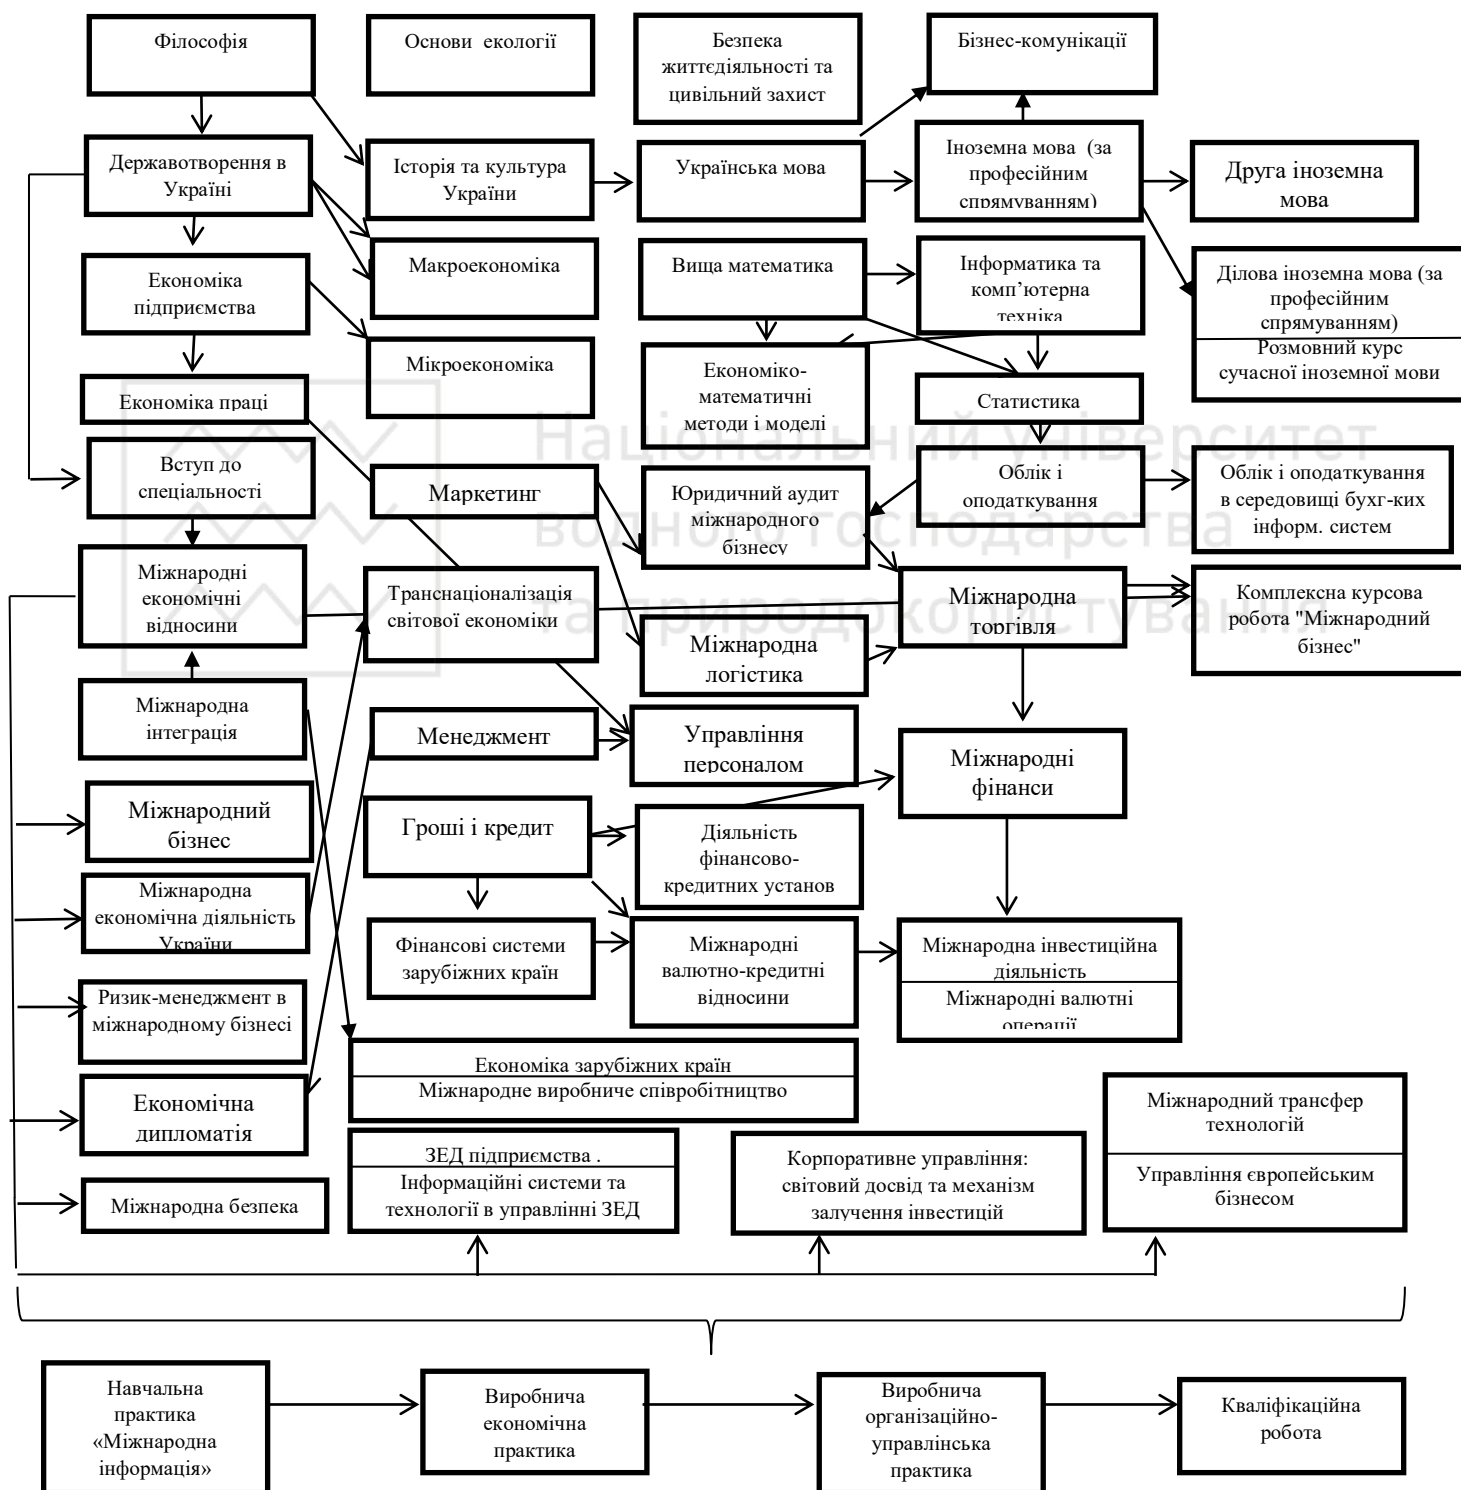 Філософія
Основи екології
Безпека
життєдіяльності та
цивільний захист
Бізнес-комунікації
Державотворення в
Україні
Історія та культура
України
Українська мова
Іноземна мова (за
професійним
спрямуванням)
Друга іноземна
мова
Економіка
підприємства
Макроекономіка
Вища математика
Інформатика та
комп’ютерна
техніка
Ділова іноземна мова (за
професійним
спрямуванням)
Розмовний курс
сучасної іноземної мови
Мікроекономіка
Економіко-
математичні
методи і моделі
Економіка праці
Статистика
Національний університет
водного господарства
та природокористування
Вступ до
спеціальності
Маркетинг
Юридичний аудит
міжнародного
бізнесу
Облік і
оподаткування
Облік і оподаткування
в середовищі бухг-ких
інформ. систем
Міжнародні
економічні
відносини
Транснаціоналізація
світової економіки
Міжнародна
логістика
Міжнародна
торгівля
Комплексна курсова
робота "Міжнародний
бізнес"
Міжнародна
інтеграція
Менеджмент
Управління
персоналом
Міжнародні
фінанси
Міжнародний
бізнес
Гроші і кредит
Діяльність
фінансово-
кредитних установ
Міжнародна
економічна діяльність
України
Фінансові системи
зарубіжних країн
Міжнародні
валютно-кредитні
відносини
Міжнародна інвестиційна
діяльність
Міжнародні валютні
операції
Ризик-менеджмент в
міжнародному бізнесі
Економіка зарубіжних країн
Міжнародне виробниче співробітництво
Економічна
дипломатія
ЗЕД підприємства .
Інформаційні системи та
технології в управлінні ЗЕД
Корпоративне управління:
світовий досвід та механізм
залучення інвестицій
Міжнародний трансфер
технологій
Управління європейським
бізнесом
Міжнародна безпека
Навчальна
практика
«Міжнародна
інформація»
Виробнича
економічна
практика
Виробнича
організаційно-
управлінська
практика
Кваліфікаційна
робота